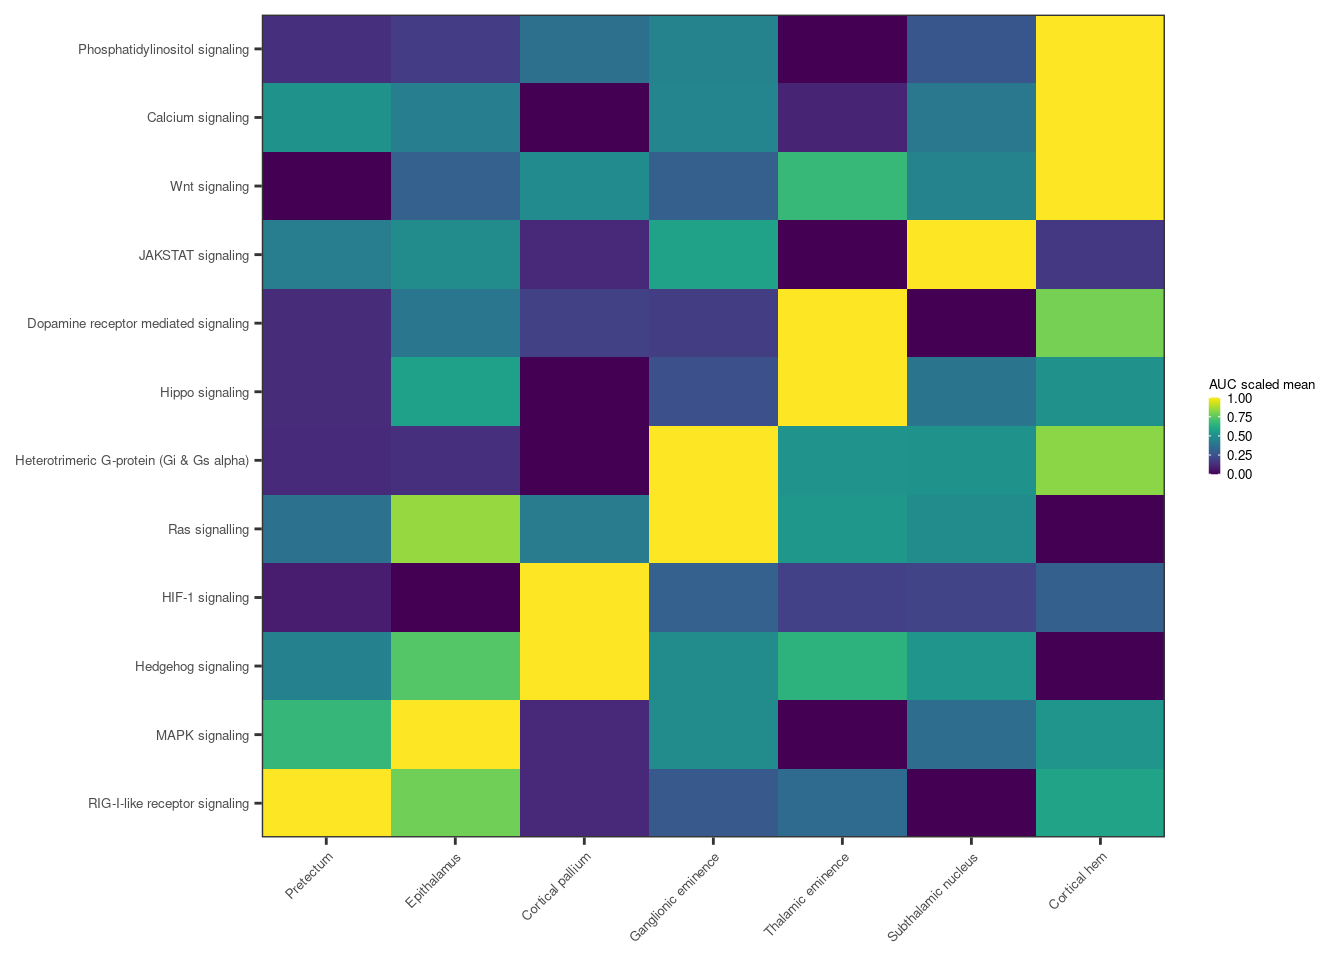 Phosphatidylinositol signaling
Calcium signaling
Wnt signaling
JAKSTAT signaling
Dopamine receptor mediated signaling
Hippo signaling
Heterotrimeric G-protein (Gi & Gs alpha)
Ras signalling
HIF-1 signaling
Hedgehog signaling
MAPK signaling
RIG-I-like receptor signaling
Pretectum
Epithalamus
Cortical pallium
Ganglionic eminence
Thalamic eminence
Subthalamic nucleus
Cortical hem
AUC scaled mean
1.00
0.75
0.50
0.25
0.00